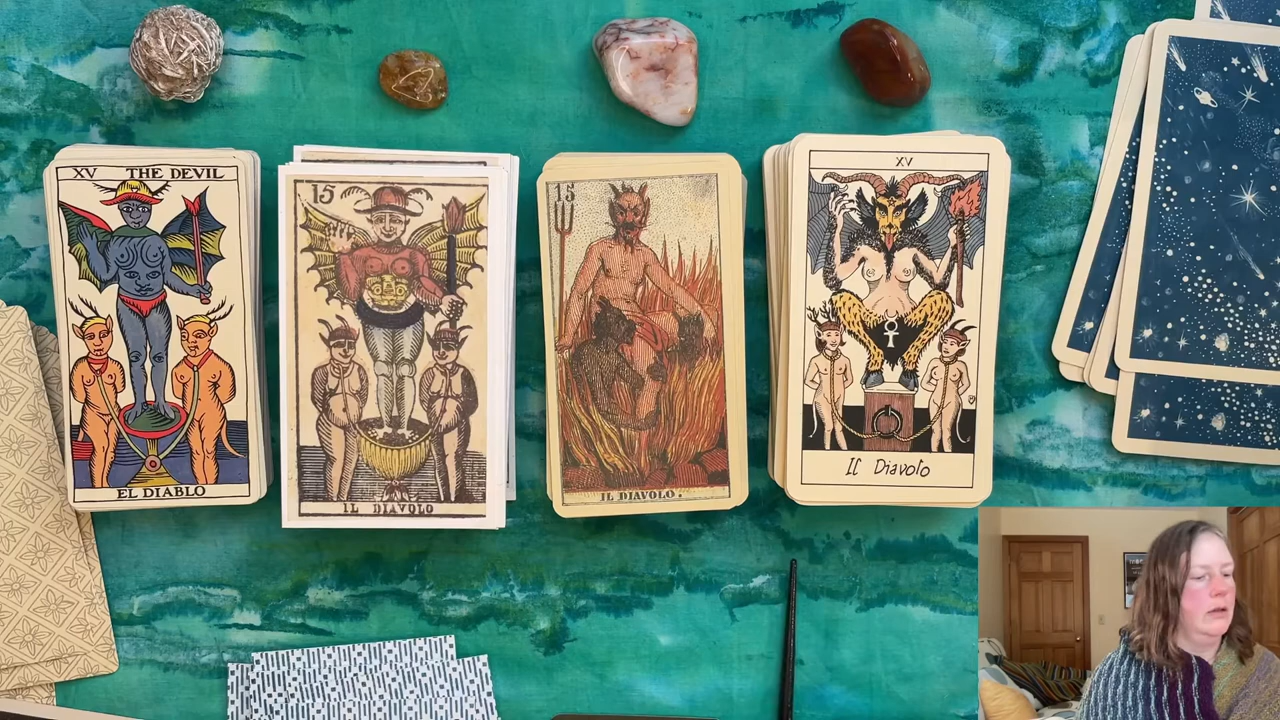 XV THE DEVIL
EL DIABLO
15
IL DIAVOLO
15
IL DIAVOLO.
XV
Il Diavolo